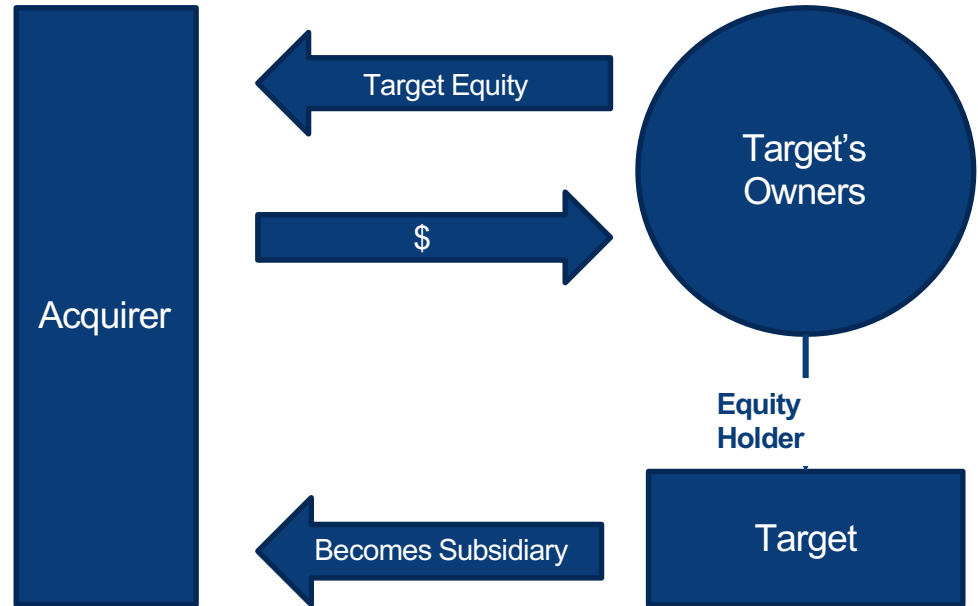 Target Equity
Target's
Owners
$
Acquirer
Equity
Holder
Becomes Subsidiary
Target